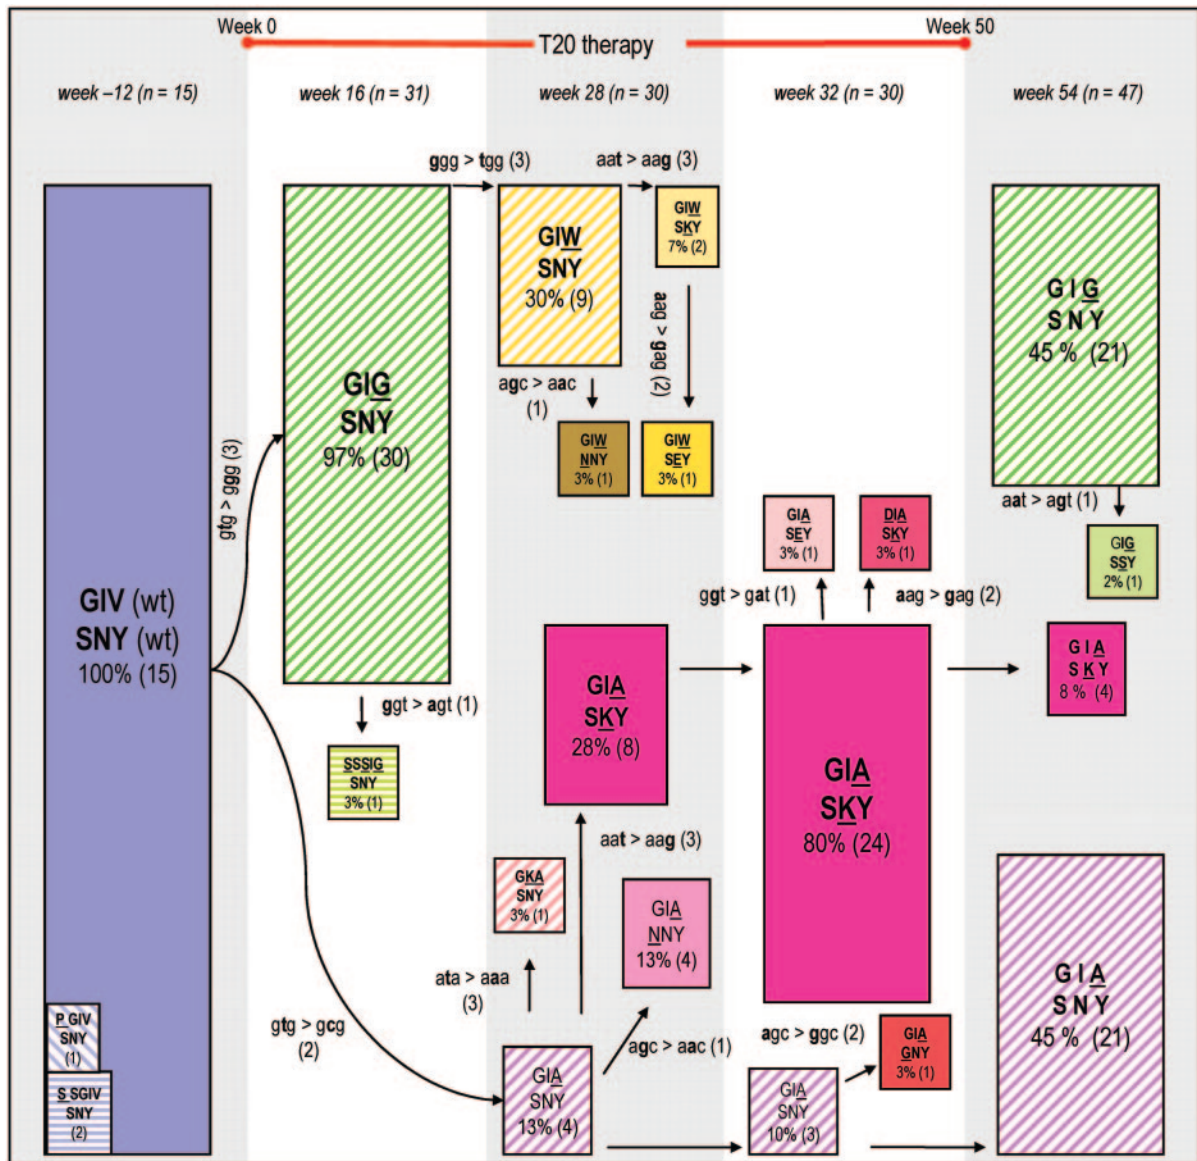 Week 0
Week 50
T20 therapy
week –12 (n = 15)
week 16 (n = 31)
week 28 (n = 30)
week 32 (n = 30)
week 54 (n = 47)
GIV (wt)
SNY (wt)
100% (15)
P GIV
SNY
(1)
S SGIV
SNY
(2)
gtg > ggg (3)
gtg > gcg
(2)
GIG
SNY
97% (30)
ggt > agt (1)
SSSIG
SNY
3% (1)
ggg > tgg (3)
aat > aag (3)
GIW
SNY
30% (9)
GIW
SKY
7% (2)
aag > gag (2)
agc > aac
(1)
GIW
NNY
3% (1)
GIW
SEY
3% (1)
GIA
SKY
28% (8)
aat > aag (3)
GKA
SNY
3% (1)
GIA
NNY
13% (4)
ata > aaa
(3)
agc > aac (1)
GIA
SNY
13% (4)
GIA
SEY
3% (1)
DIA
SKY
3% (1)
ggt > gat (1)
aag > gag (2)
GIA
SKY
80% (24)
agc > ggc (2)
GIA
GNY
3% (1)
GIA
SNY
10% (3)
G I G
S N Y
45 % (21)
aat > agt (1)
GIG
SSY
2% (1)
G I A
S K Y
8 % (4)
G I A
S N Y
45 % (21)